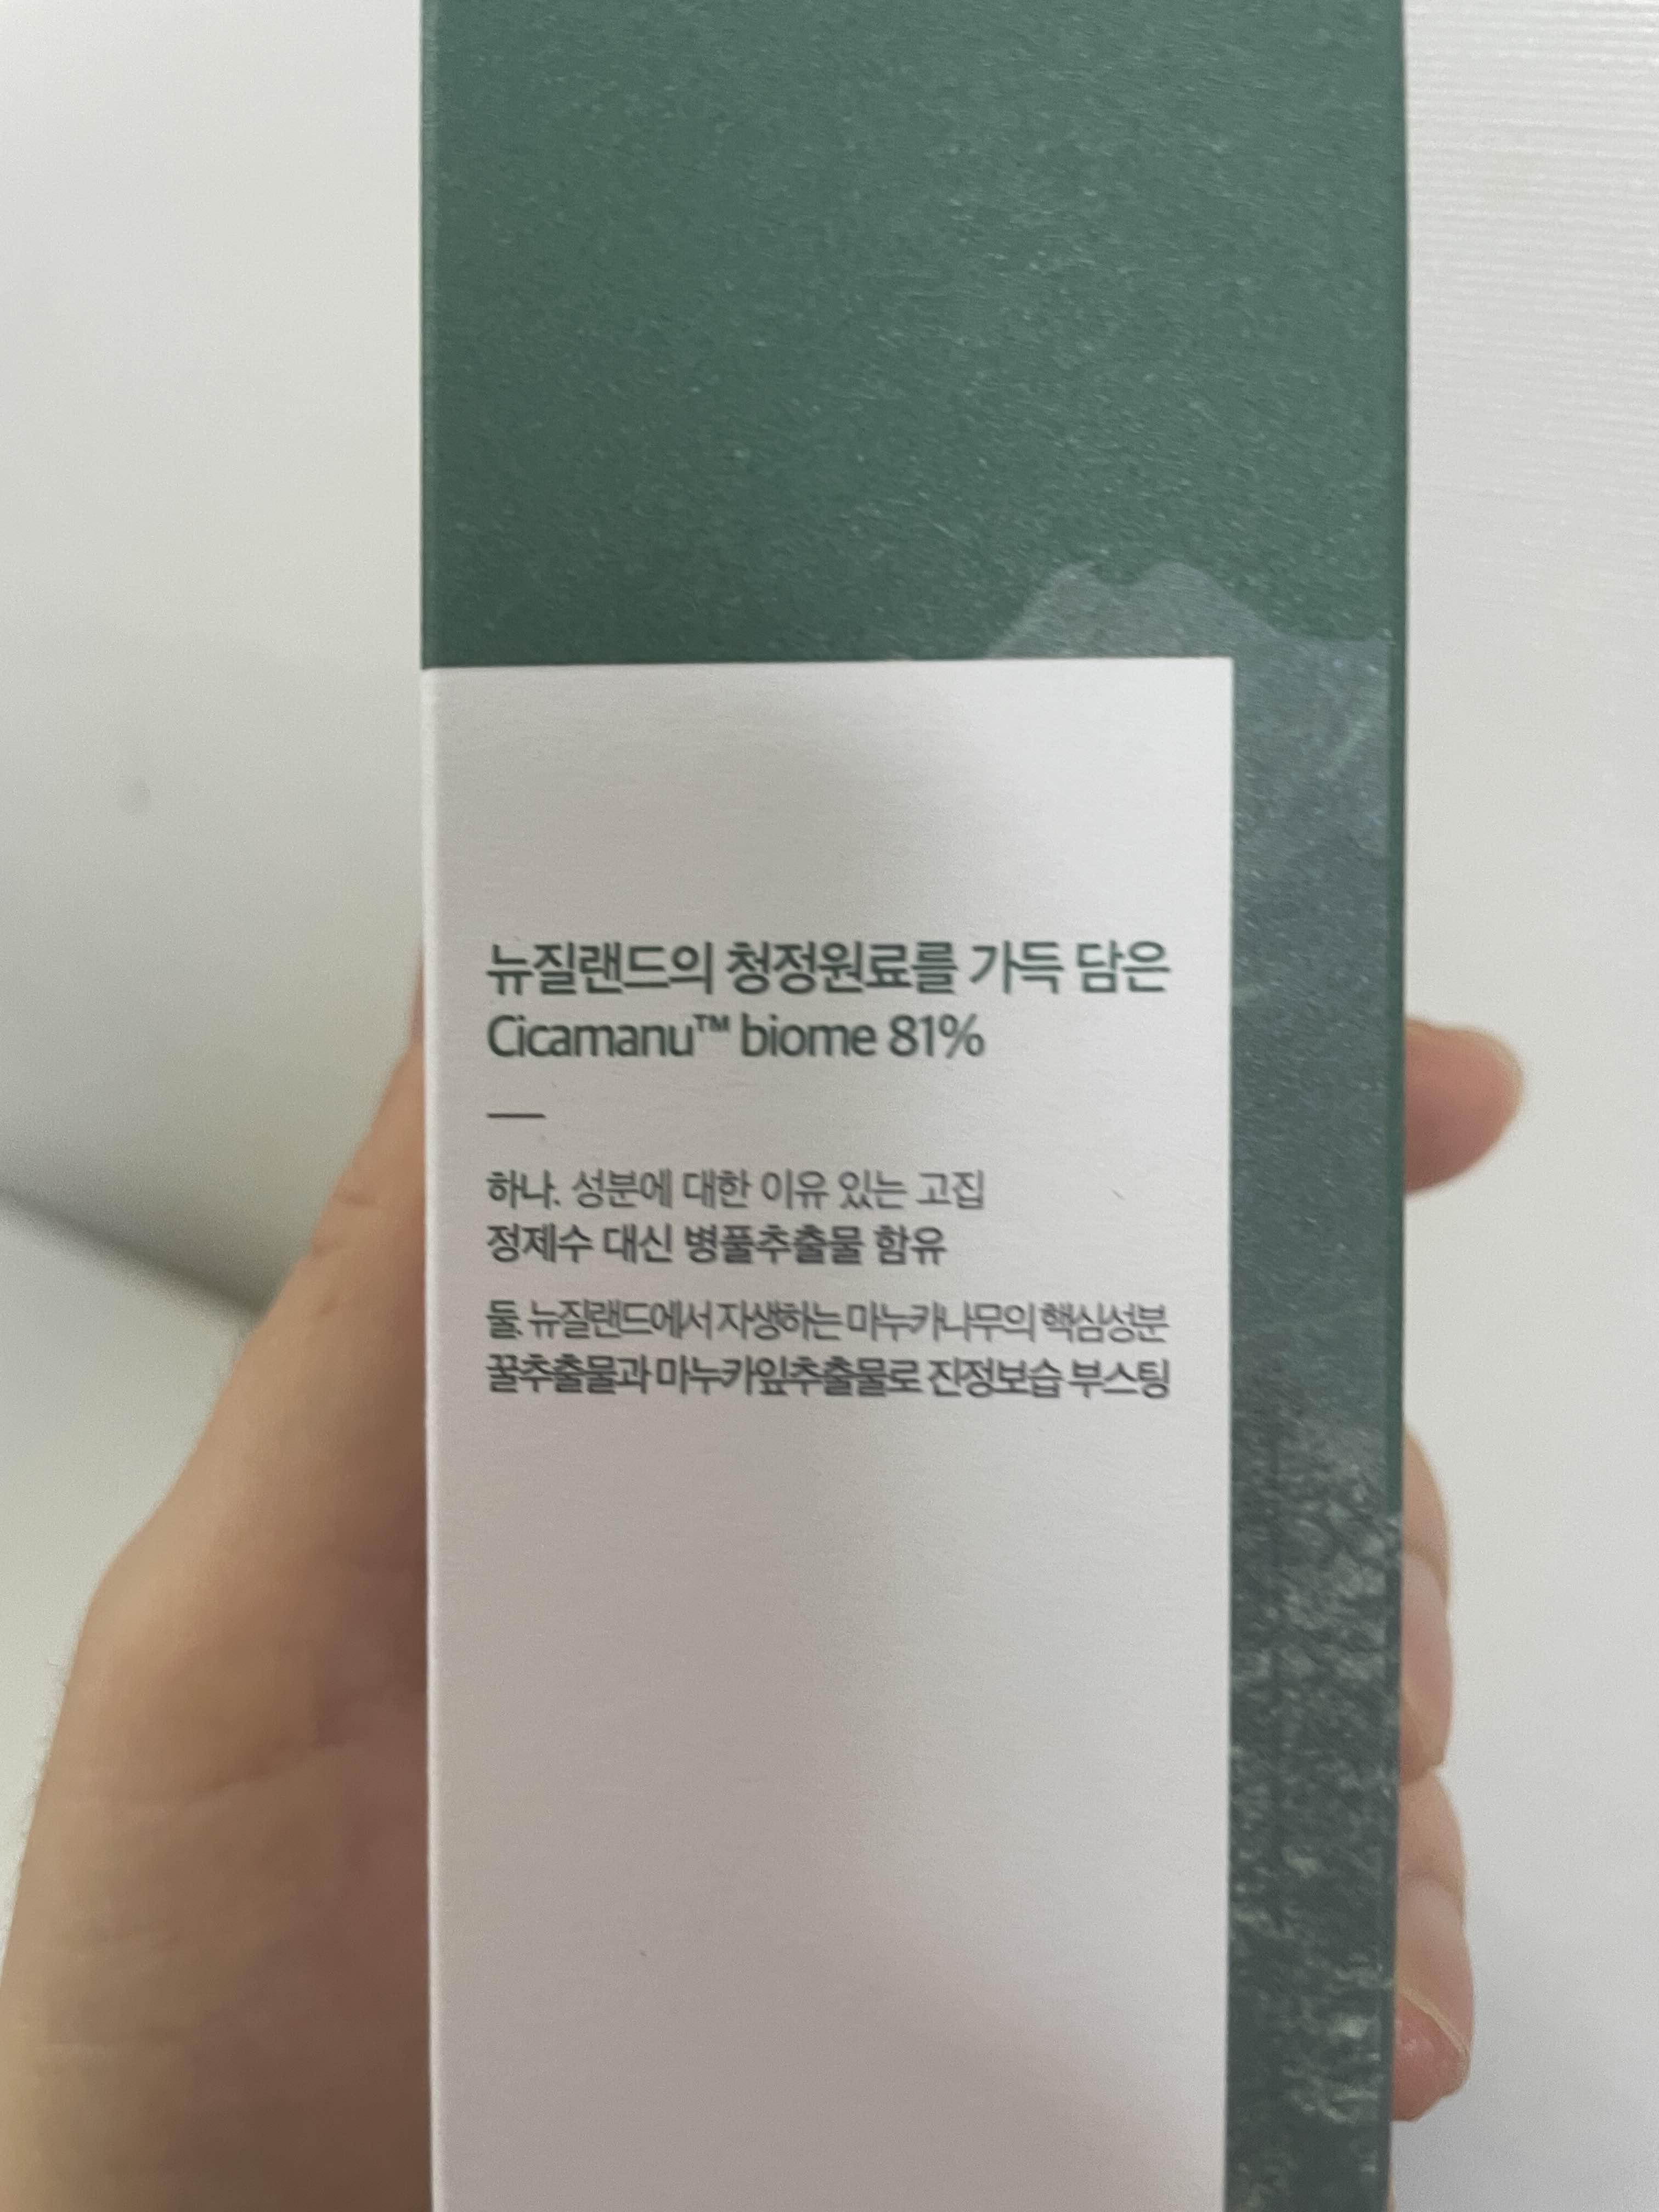 뉴질랜드의 청정원료를 가득 담은
Cicamanu™ biome 81%
하나. 성분에 대한 이유 있는 고집
정제수 대신 병풀추출물 함유
둘. 뉴질랜드에서 자생하는 마누카나무의 핵심성분
꿀추출물과 마누카잎추출물로 진정보습 부스팅